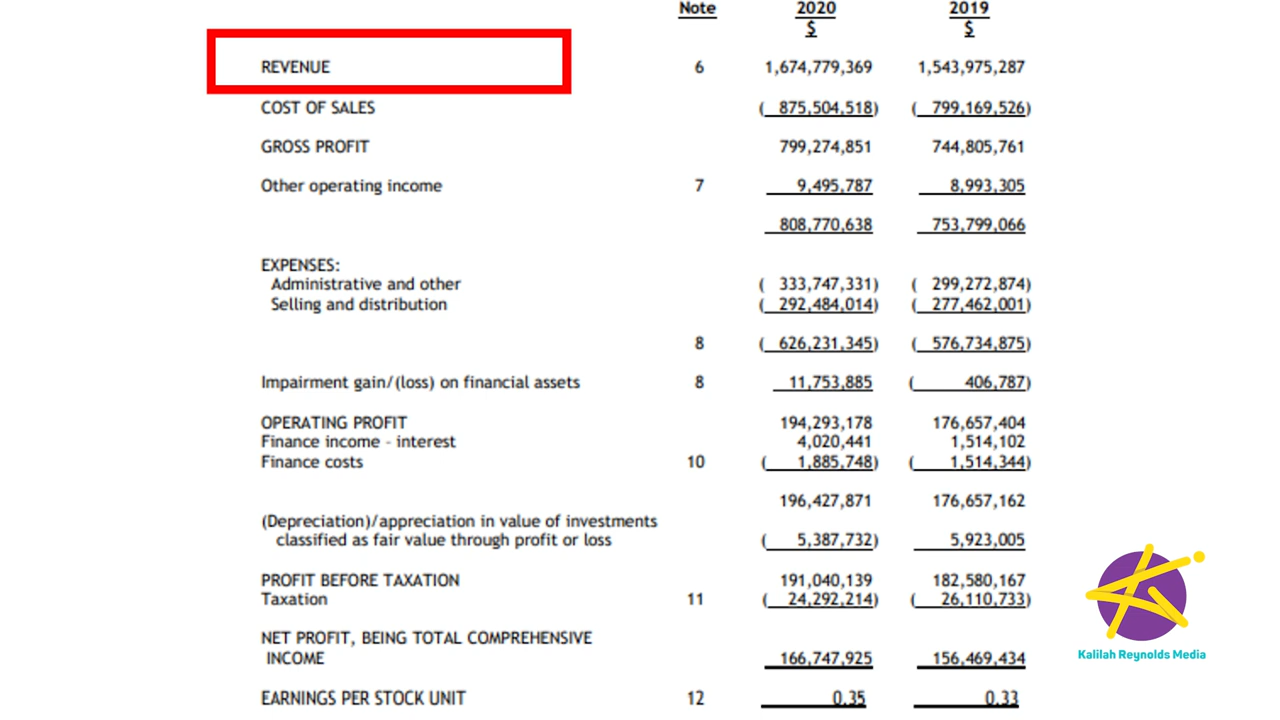 Note 2020 2019
$ $
REVENUE 6 1,674,779,369 1,543,975,287
COST OF SALES ( 875,504,518) ( 799,169,526)
GROSS PROFIT 799,274,851 744,805,761
Other operating income 7 9,495,787 8,993,305
808,770,638 753,799,066
EXPENSES:
Administrative and other ( 333,747,331) ( 299,272,874)
Selling and distribution ( 292,484,014) ( 277,462,001)
8 ( 626,231,345) ( 576,734,875)
Impairment gain/(loss) on financial assets 8 11,753,885 ( 406,787)
OPERATING PROFIT 194,293,178 176,657,404
Finance income – interest 4,020,441 1,514,102
Finance costs 10 ( 1,885,748) ( 1,514,344)
196,427,871 176,657,162
(Depreciation)/appreciation in value of investments
classified as fair value through profit or loss ( 5,387,732) 5,923,005
PROFIT BEFORE TAXATION 191,040,139 182,580,167
Taxation 11 ( 24,292,214) ( 26,110,733)
NET PROFIT, BEING TOTAL COMPREHENSIVE
INCOME 166,747,925 156,469,434
EARNINGS PER STOCK UNIT 12 0.35 0.33
Kalilah Reynolds Media